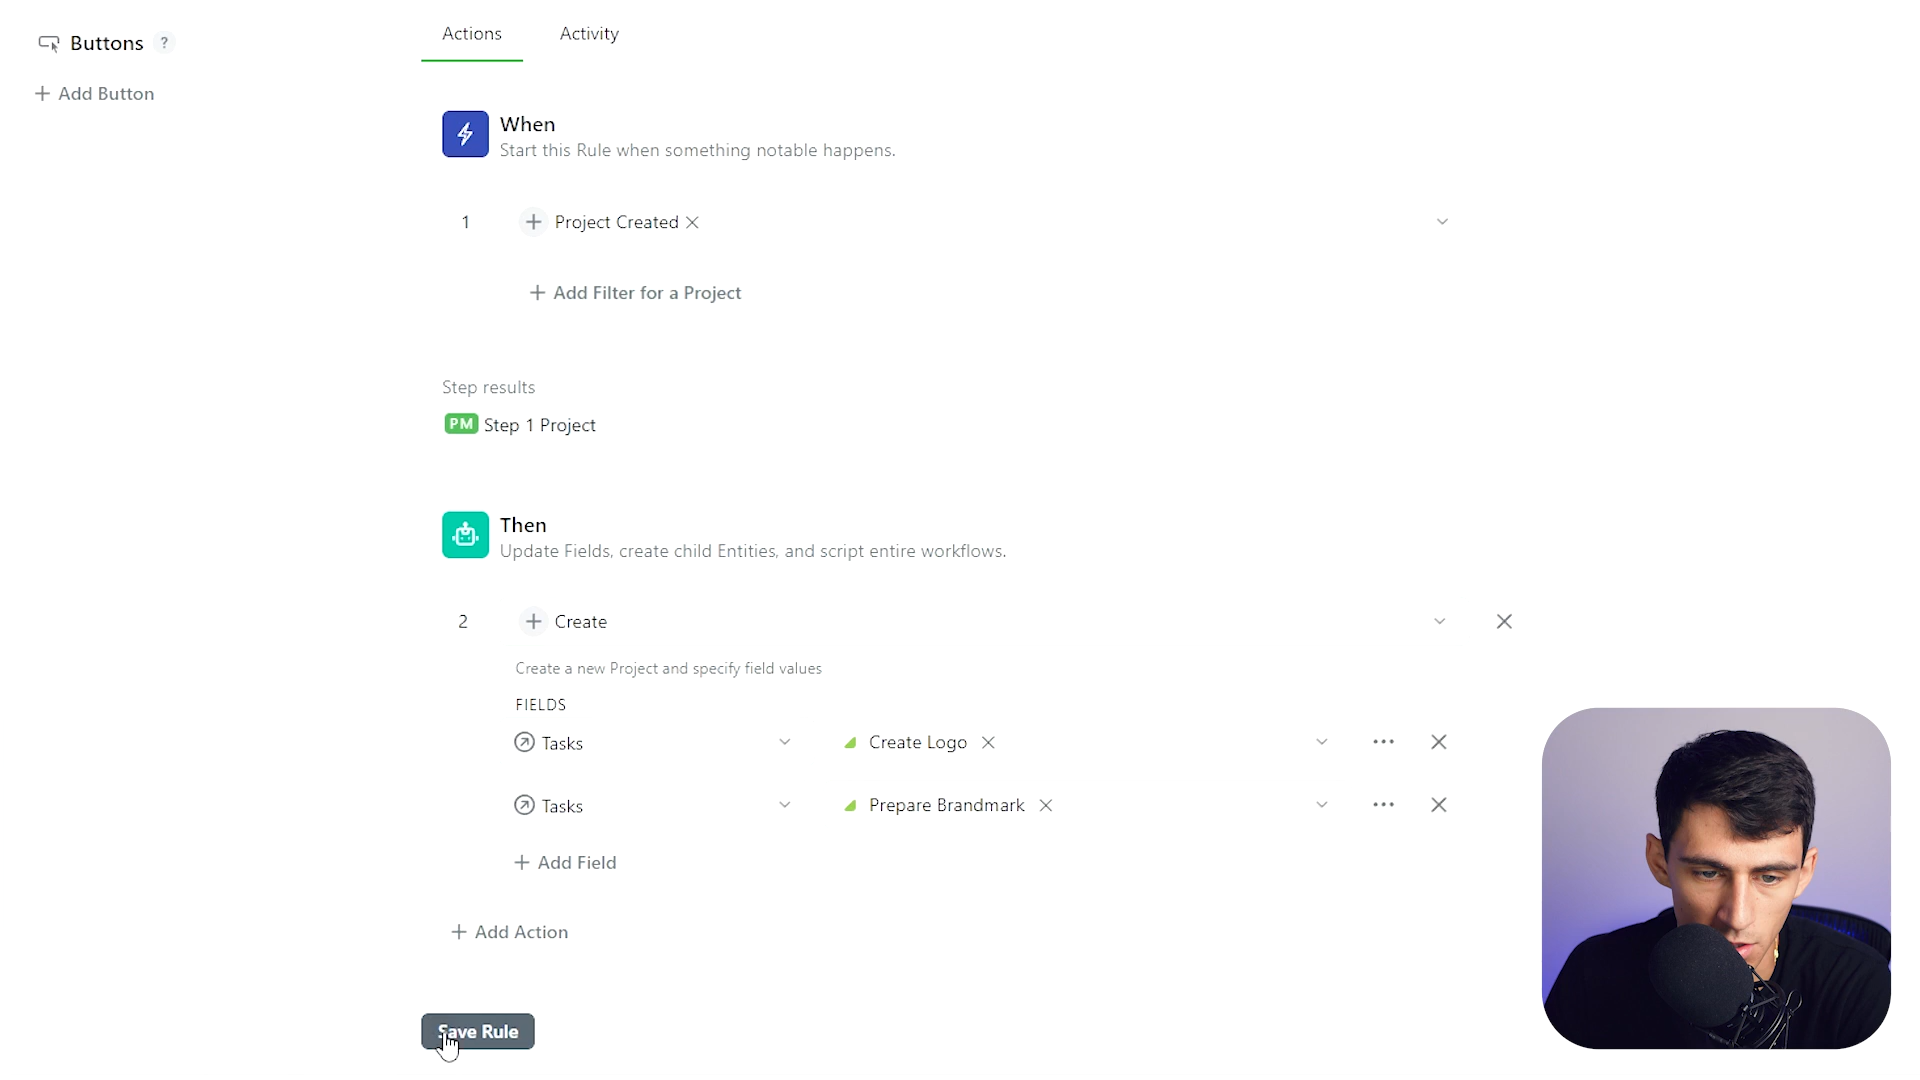 Buttons ?
Add Button
Actions
Activity
When
Start this Rule when something notable happens.
1
Project Created
Add Filter for a Project
Step results
PM Step 1 Project
Then
Update Fields, create child Entities, and script entire workflows.
2
Create
Create a new Project and specify field values
FIELDS
Tasks
Create Logo
Tasks
Prepare Brandmark
Add Field
Add Action
Save Rule